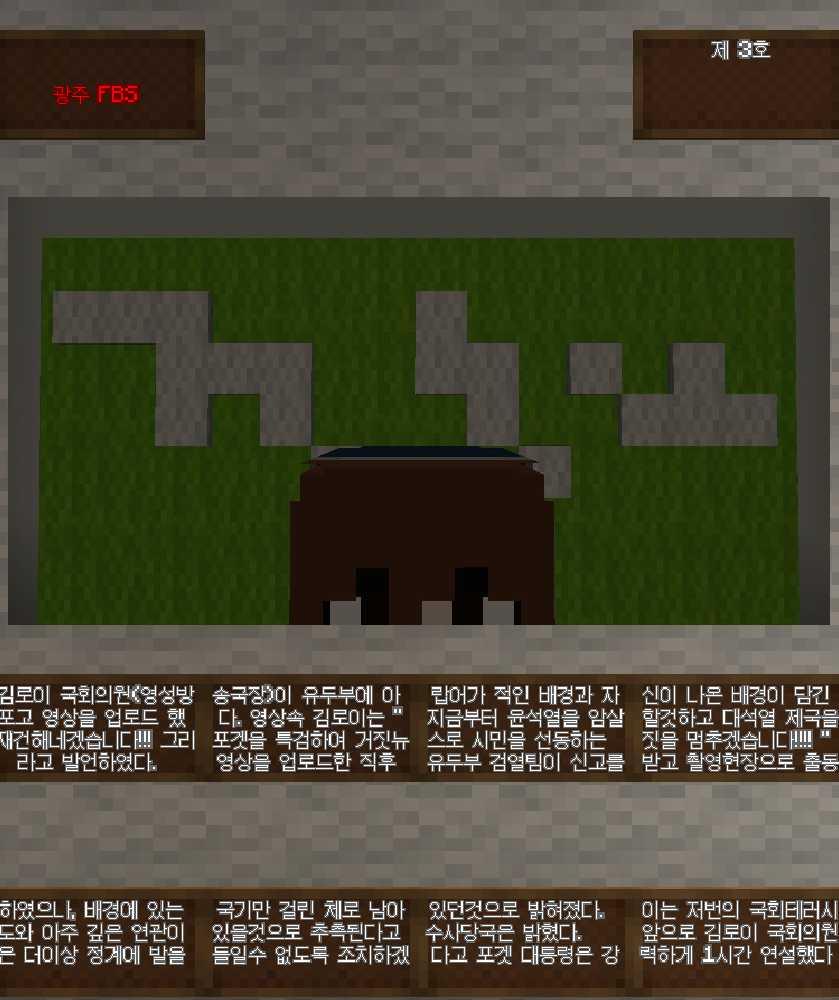 광주 FBS
제 3호
김로이 국회의원(영성방 송국장)이 유두부에 아 랍어가 적인 배경과 자 신이 나온 배경이 담긴
포고 영상을 업로드 했 다. 영상속 김로이는 " 지금부터 윤석열을 암살 할것하고 대석열 제국을
재건해내겠습니다!!!! 그리 포겟을 특검하여 거짓뉴 스로 시민을 선동하는 짓을 멈추겠습니다!!!! "
라고 발언하였다. 영상을 업로드한 직후 유두부 검열팀이 신고를 받고 촬영현장으로 출동
하였으나, 배경에 있는 국기만 걸린 체로 남아 있던것으로 밝혀졌다. 이는 저번의 국회테러시
도와 아주 깊은 연관이 있을것으로 추측된다고 수사당국은 밝혔다. 앞으로 김로이 국회의원
은 더이상 정계에 발을 들일수 없도록 조치하겠 다고 포겟 대통령은 강 력하게 1시간 연설했다